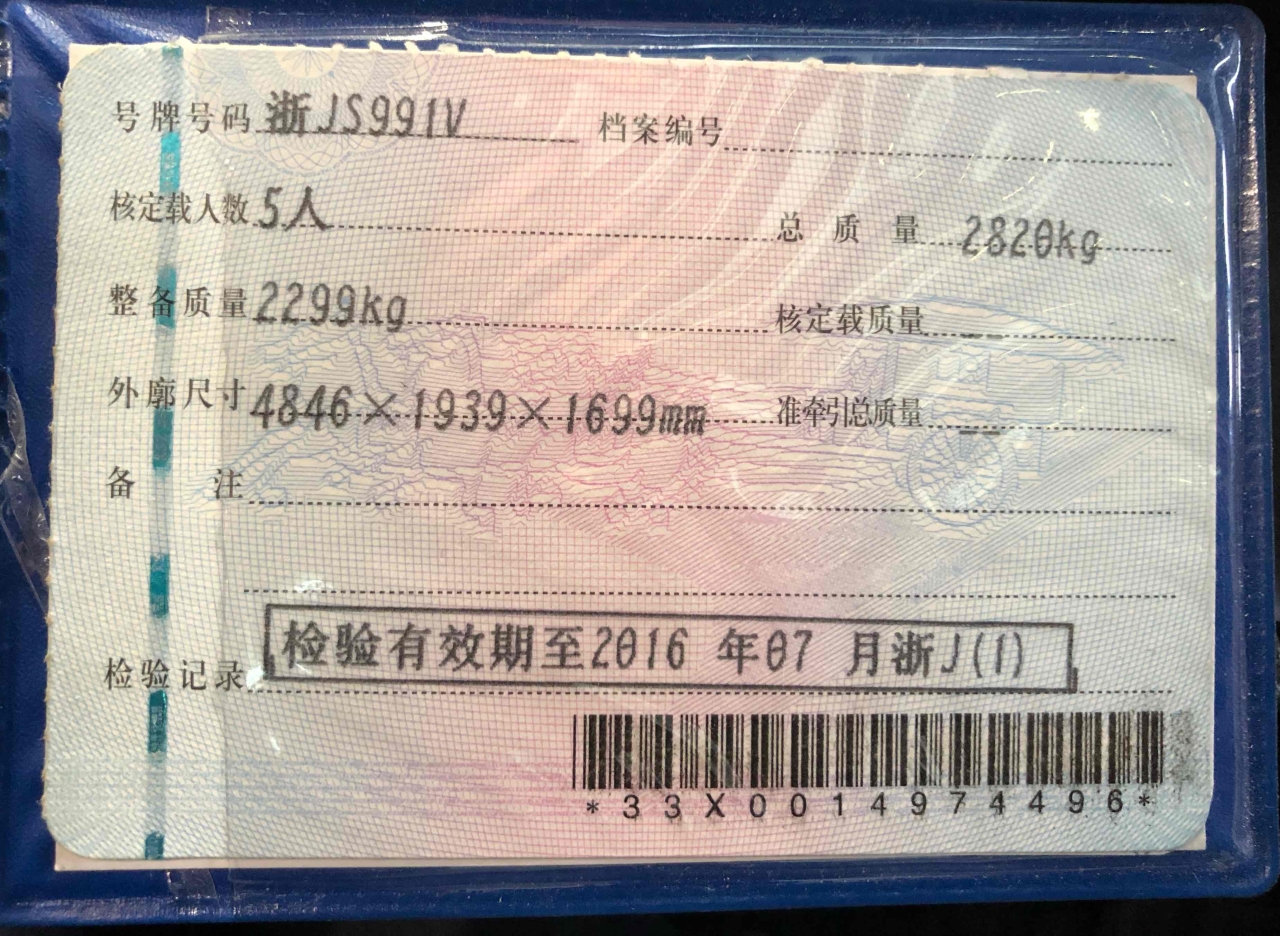 号牌号码 浙JS991V 档案编号
核定载人数 5人 总质量 2820kg
整备质量 2299kg 核定载质量 --
外廓尺寸 4846×1939×1699mm 准牵引总质量 --
备注
检验记录 检验有效期至2016 年07 月浙J(1)
*33X0014974496*